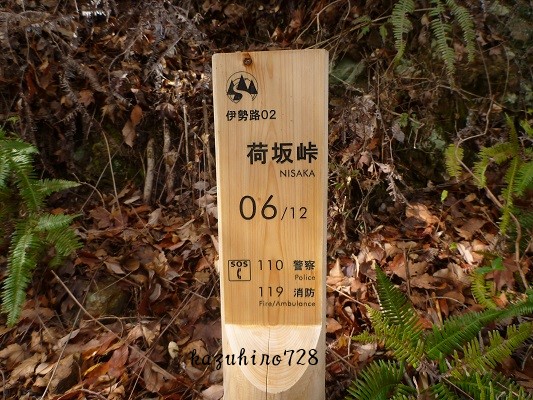 伊勢路02
荷坂峠
NISAKA
06/12
SOS 110 警察
Police
119 消防
Fire/Ambulance
kazuhiro728